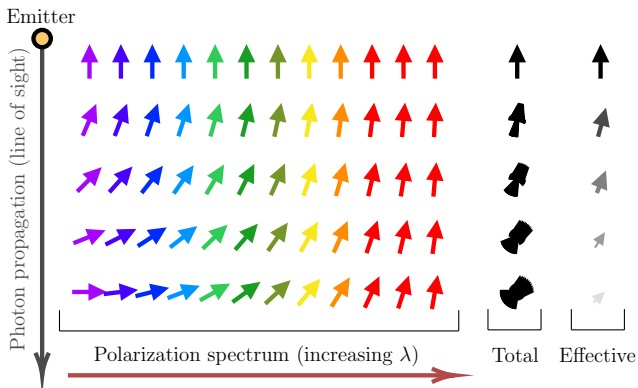 Emitter
Photon propagation (line of sight)
Polarization spectrum (increasing λ)
Total
Effective